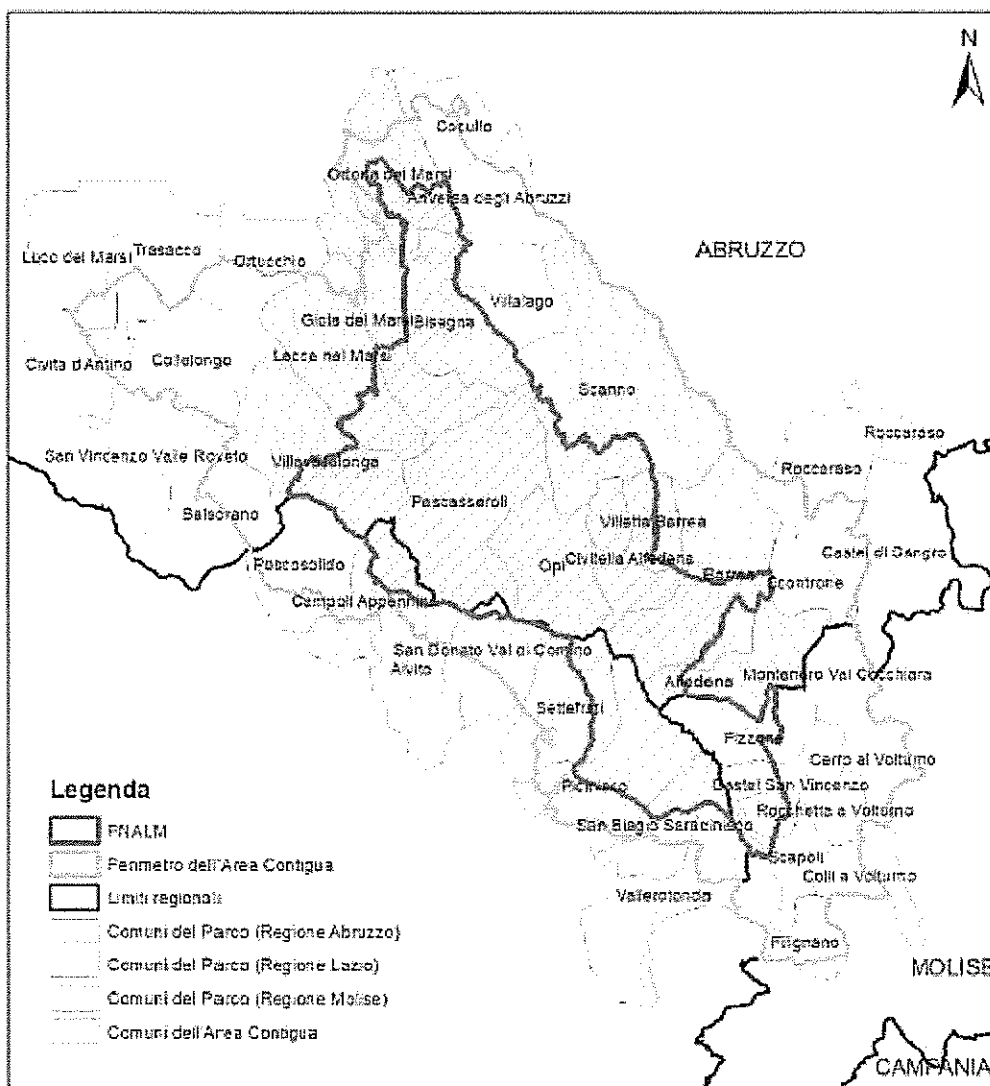 N
Cocullo
Ortona dei Marsi
Anversa degli Abruzzi
ABRUZZO
Luco dei Marsi
Trasacco
Ortucchio
Villalago
Gioia dei Marsi
Bisegna
Civita d'Antino
Collelongo
Lecce nei Marsi
Scanno
Roccaraso
San Vincenzo Valle Roveto
Villavallelonga
Roccaraso
Pescasseroli
Balsorano
Villetta Barrea
Castel di Sangro
Pescosolido
Opi
Civitella Alfedena
Barrea
Scontrone
Campoli Appennino
San Donato Val di Comino
Alvito
Alfedena
Montenero Val Cocchiara
Settefrati
Pizzone
Cerro al Volturno
Picinisco
Castel San Vincenzo
Rocchetta a Volturno
San Biagio Saracinisco
Scapoli
Colli a Volturno
Vallerotonda
Filignano
MOLISE
CAMPANIA
Legenda
PNALM
Perimetro dell'Area Contigua
Limiti regionali
Comuni del Parco (Regione Abruzzo)
Comuni del Parco (Regione Lazio)
Comuni del Parco (Regione Molise)
Comuni dell'Area Contigua